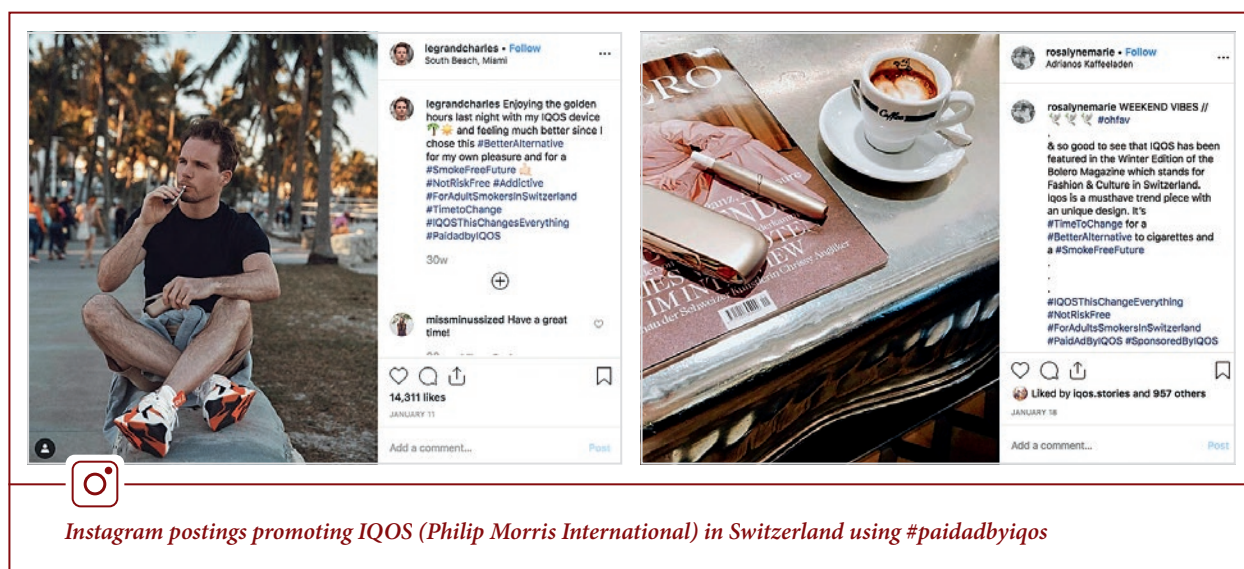 legrandcharles • Follow
South Beach, Miami
legrandcharles Enjoying the golden
hours last night with my IQOS device
🌴☀️ and feeling much better since I
chose this #BetterAlternative
for my own pleasure and for a
#SmokeFreeFuture
#NotRiskFree #Addictive
#ForAdultSmokersInSwitzerland
#TimetoChange
#IQOSThisChangesEverything
#PaidadbyIQOS
30w
missminussized Have a great
time!
14,311 likes
JANUARY 11
Add a comment...
Post
RO
Coffee
rosalynemarie • Follow
Adrianos Kaffeeladen
rosalynemarie WEEKEND VIBES //
🕊 🕊 🕊 #ohfav
.
& so good to see that IQOS has been
featured in the Winter Edition of the
Bolero Magazine which stands for
Fashion & Culture in Switzerland.
Iqos is a musthave trend piece with
an unique design. It's
#TimeToChange for a
#BetterAlternative to cigarettes and
a #SmokeFreeFuture
.
.
.
#IQOSThisChangeEverything
#NotRiskFree
#ForAdultsSmokersInSwitzerland
#PaidAdByIQOS #SponsoredByIQOS
Liked by iqos.stories and 957 others
JANUARY 18
Add a comment...
Post
Instagram postings promoting IQOS (Philip Morris International) in Switzerland using #paidadbyiqos